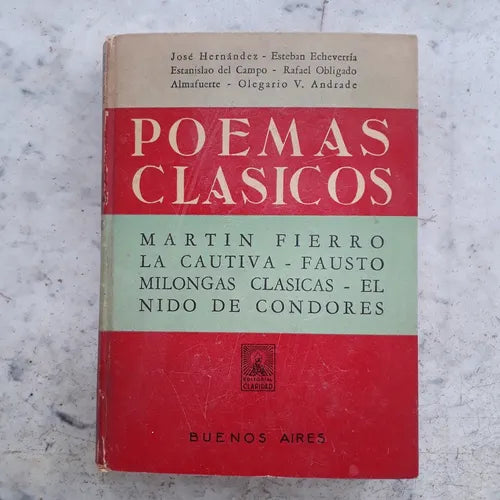 José Hernández - Esteban Echeverría
Estanislao del Campo - Rafael Obligado
Almafuerte - Olegario V. Andrade
POEMAS
CLASICOS
MARTIN FIERRO
LA CAUTIVA - FAUSTO
MILONGAS CLASICAS - EL
NIDO DE CONDORES
EDITORIAL
CLARIDAD
BUENOS AIRES